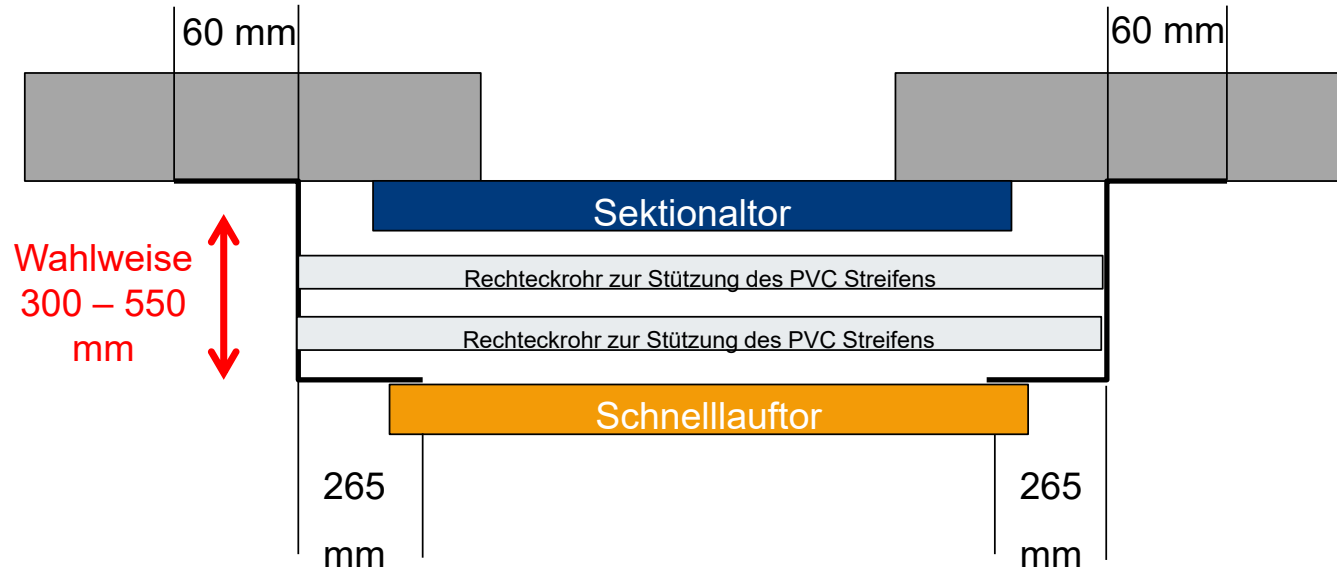 60 mm
60 mm
Sektionaltor
Wahlweise
300 – 550
mm
Rechteckrohr zur Stützung des PVC Streifens
Rechteckrohr zur Stützung des PVC Streifens
Schnelllauftor
265
mm
265
mm